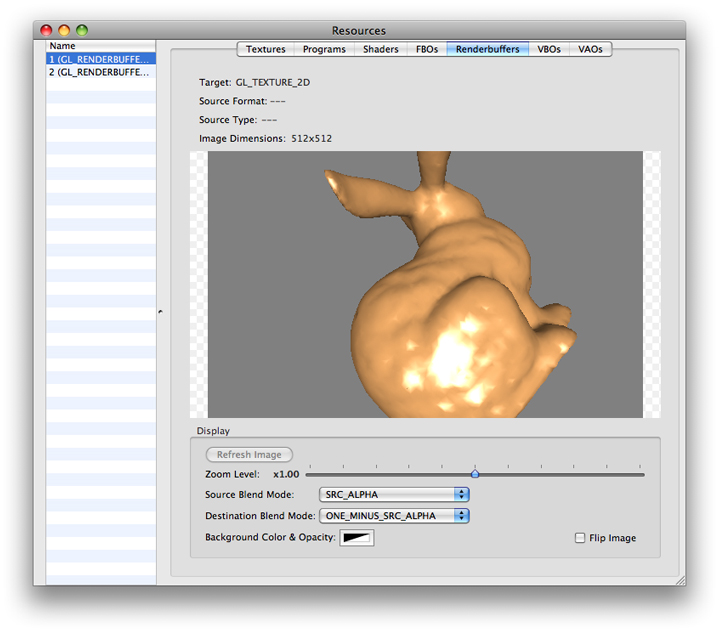 Resources
Name
1 (GL_RENDERBUFFE...
2 (GL_RENDERBUFFE...
Textures Programs Shaders FBOs Renderbuffers VBOs VAOs
Target: GL_TEXTURE_2D
Source Format: ---
Source Type: ---
Image Dimensions: 512x512
Display
Refresh Image
Zoom Level: x1.00
Source Blend Mode: SRC_ALPHA
Destination Blend Mode: ONE_MINUS_SRC_ALPHA
Background Color & Opacity:
Flip Image